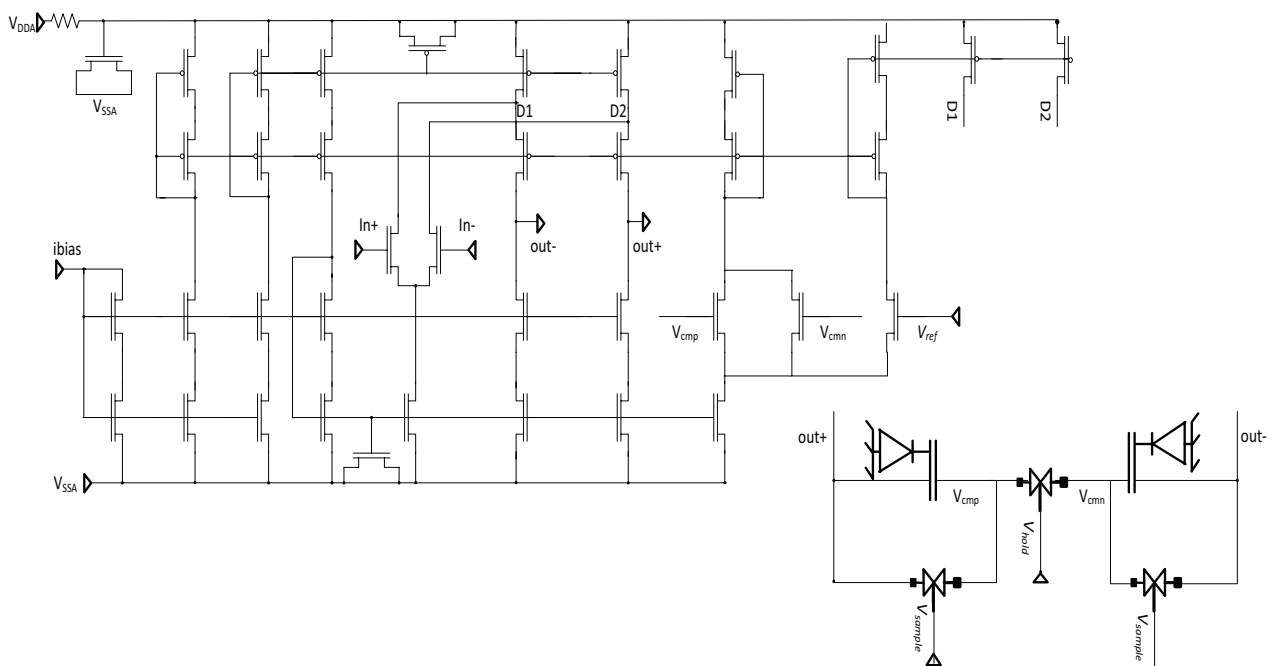 VDDA
VSSA
D1
D2
D1
D2
In+
In-
out-
out+
ibias
Vcmp
Vcmn
Vref
VSSA
out+
out-
Vcmp
Vcmn
Vhold
Vsample
Vsample